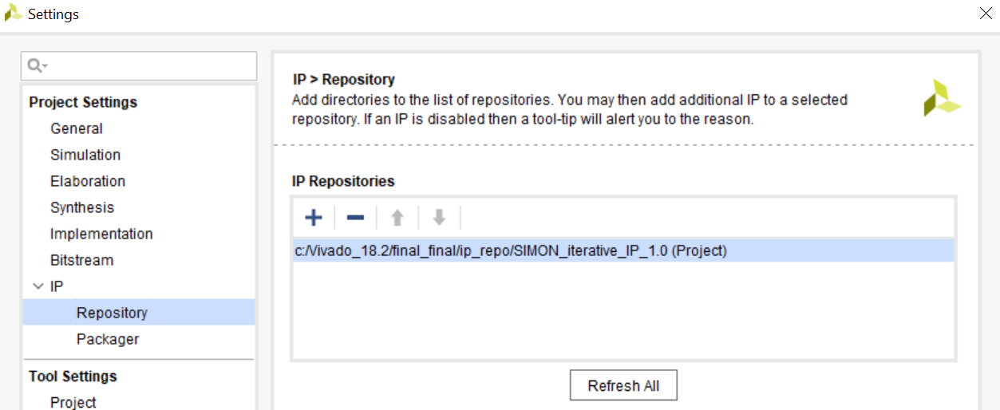 Settings
Project Settings
General
Simulation
Elaboration
Synthesis
Implementation
Bitstream
IP
Repository
Packager
Tool Settings
Project
IP > Repository
Add directories to the list of repositories. You may then add additional IP to a selected
repository. If an IP is disabled then a tool-tip will alert you to the reason.
IP Repositories
c:/Vivado_18.2/final_final/ip_repo/SIMON_iterative_IP_1.0 (Project)
Refresh All